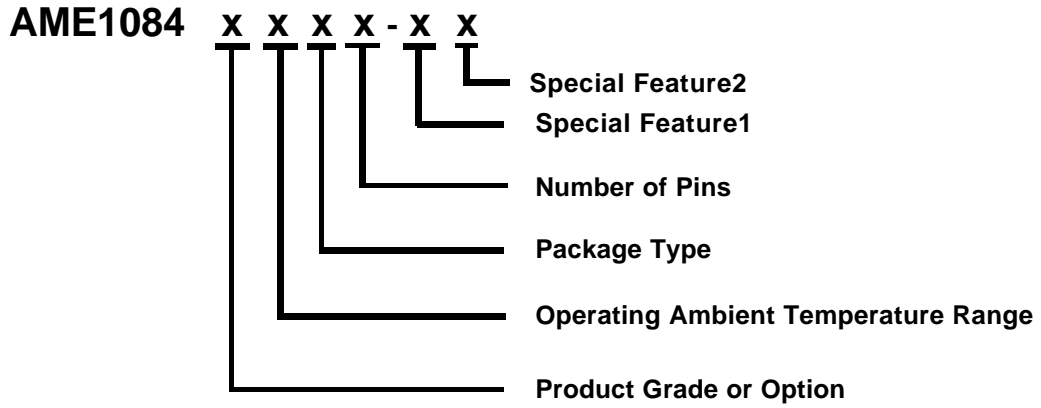 AME1084 x x x x - x x
Special Feature2
Special Feature1
Number of Pins
Package Type
Operating Ambient Temperature Range
Product Grade or Option